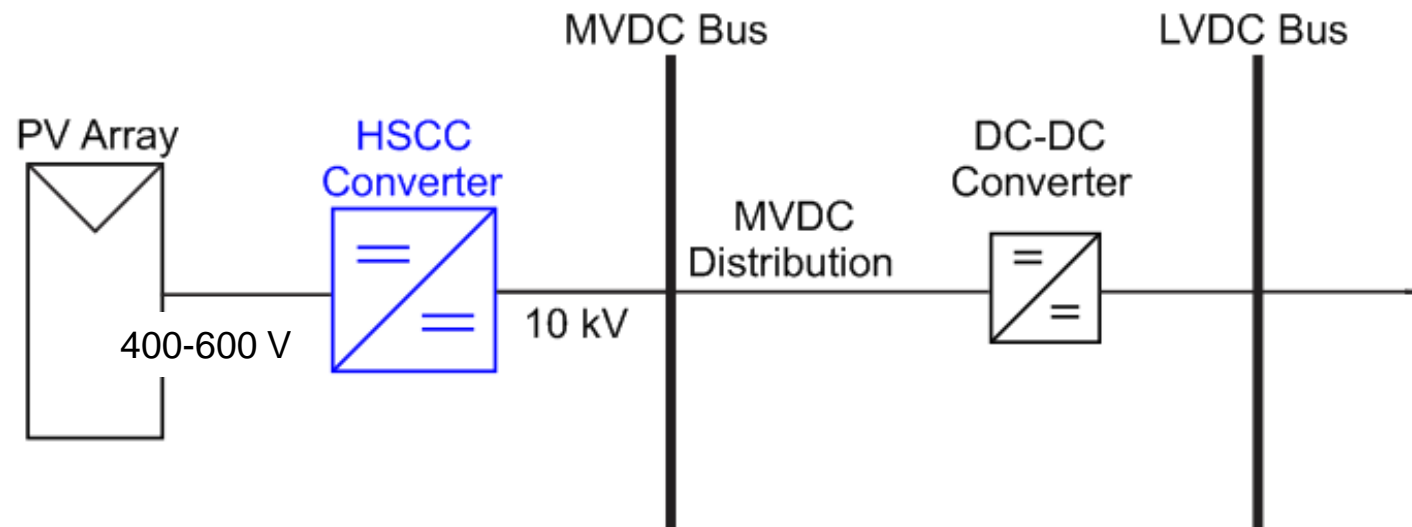 MVDC Bus
LVDC Bus
PV Array
HSCC
Converter
DC-DC
Converter
MVDC
Distribution
400-600 V
10 kV